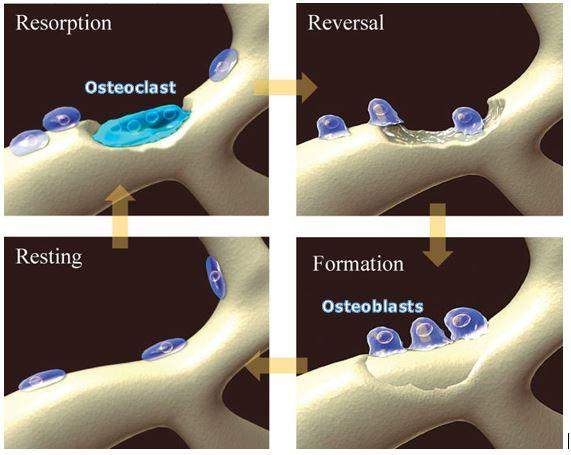 Resorption
Osteoclast
Reversal
Resting
Formation
Osteoblasts